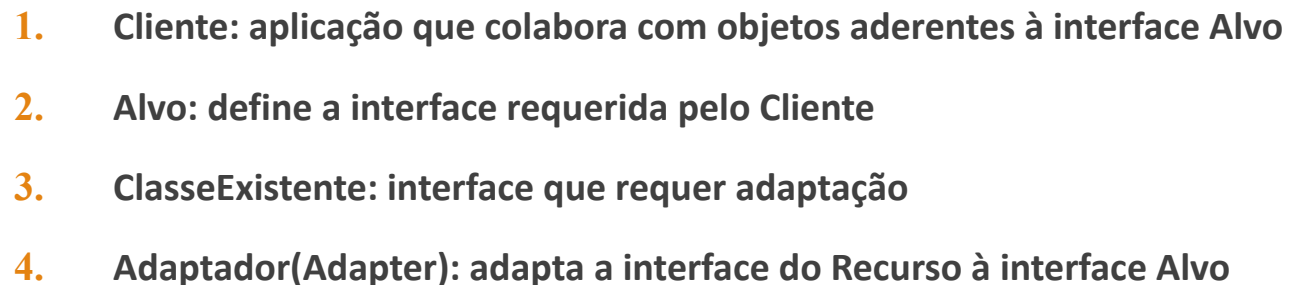 1. Cliente: aplicação que colabora com objetos aderentes à interface Alvo
2. Alvo: define a interface requerida pelo Cliente
3. ClasseExistente: interface que requer adaptação
4. Adaptador(Adapter): adapta a interface do Recurso à interface Alvo